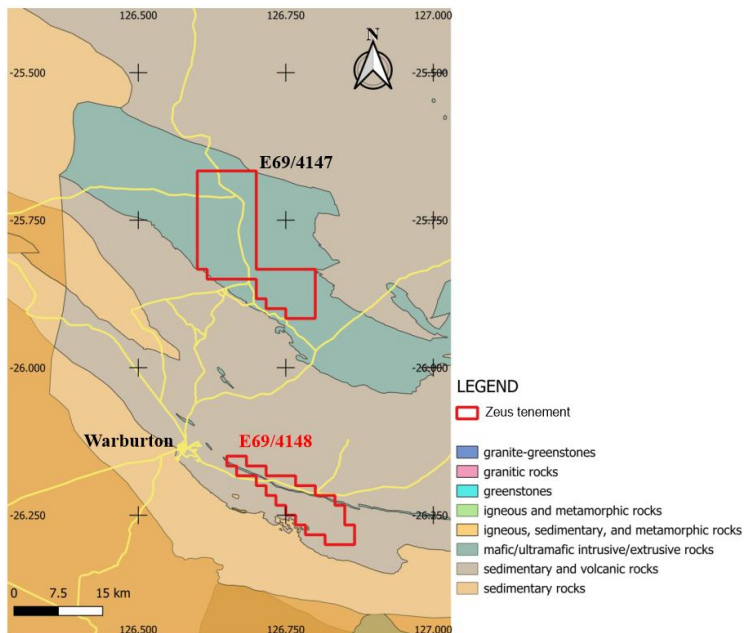 126.500 126.750 127.000
N
-25.500 -25.500
E69/4147
-25.750 -25.750
-26.000 -26.000
Warburton E69/4148
-26.250 -26.250
0 7.5 15 km
126.500 126.750 127.000
LEGEND
Zeus tenement
granite-greenstones
granitic rocks
greenstones
igneous and metamorphic rocks
igneous, sedimentary, and metamorphic rocks
mafic/ultramafic intrusive/extrusive rocks
sedimentary and volcanic rocks
sedimentary rocks